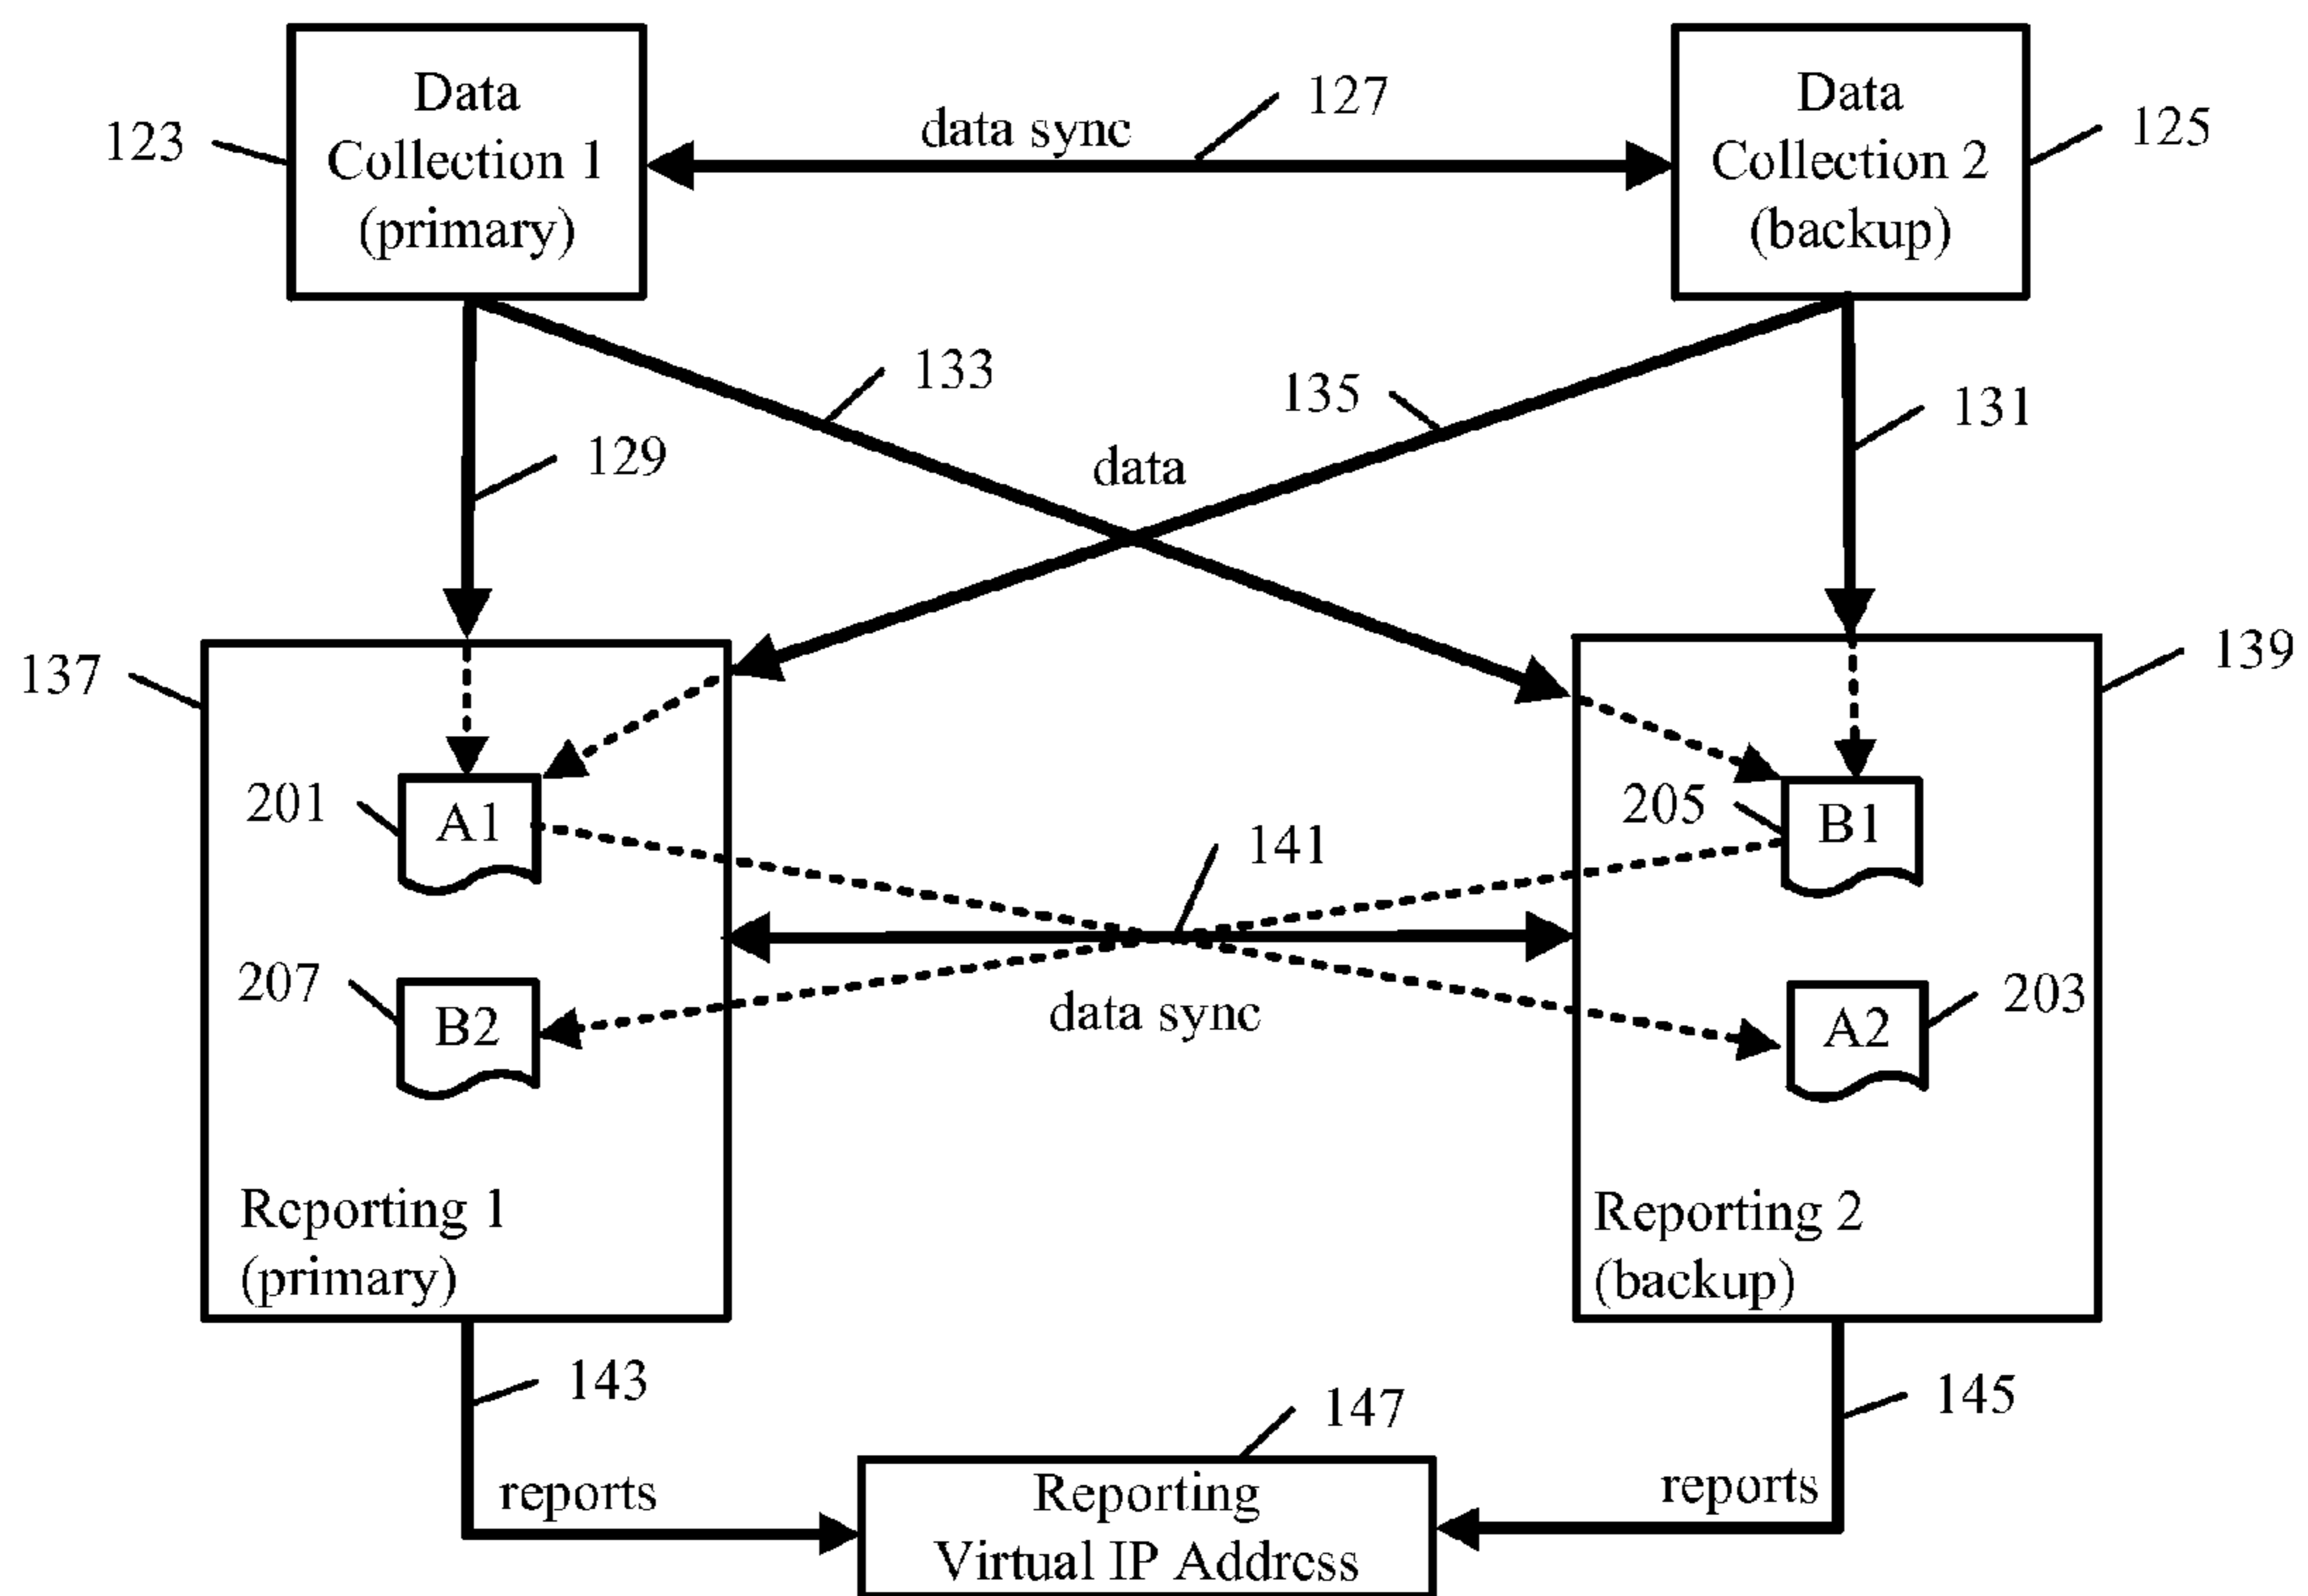 Data
Collection 1
(primary)
123
data sync
127
Data
Collection 2
(backup)
125
133
135
131
129
data
137
139
201
A1
205
B1
141
207
B2
data sync
A2
203
Reporting 1
(primary)
Reporting 2
(backup)
143
145
147
reports
Reporting
Virtual IP Address
reports